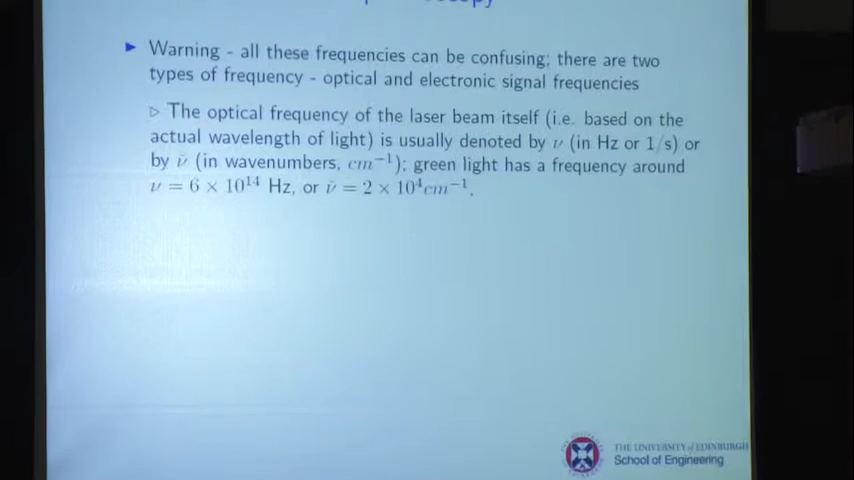 ▶ Warning - all these frequencies can be confusing; there are two
types of frequency - optical and electronic signal frequencies
▷ The optical frequency of the laser beam itself (i.e. based on the
actual wavelength of light) is usually denoted by ν (in Hz or 1/s) or
by ν̄ (in wavenumbers, cm⁻¹); green light has a frequency around
ν = 6 × 10¹⁴ Hz, or ν̄ = 2 × 10⁴cm⁻¹.
THE UNIVERSITY of EDINBURGH
School of Engineering